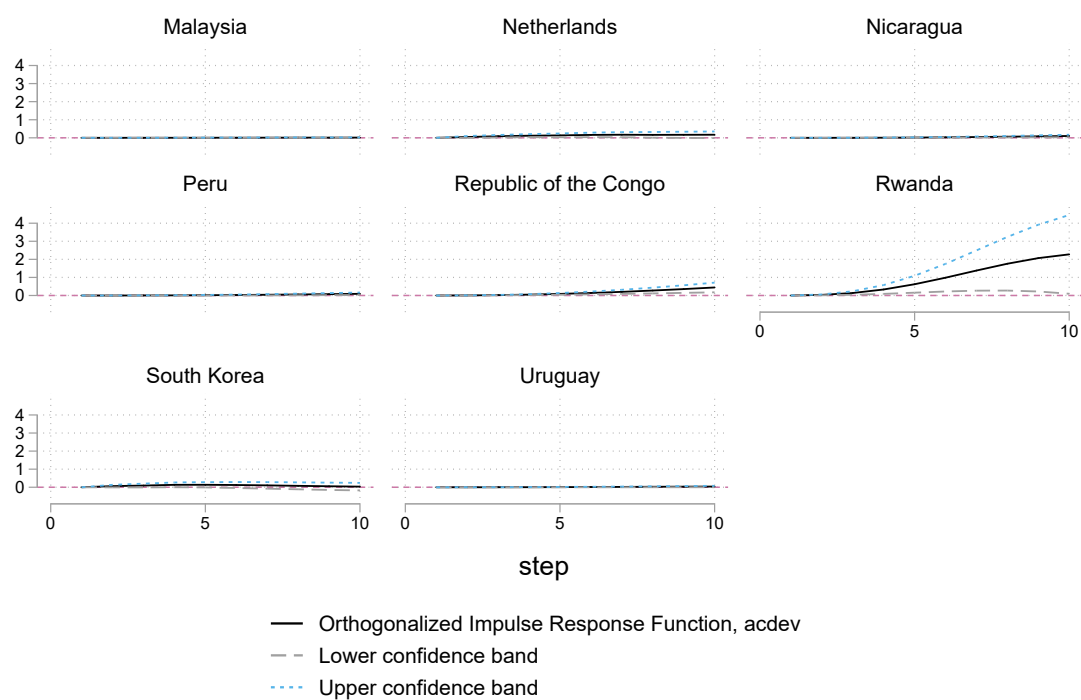 Malaysia Netherlands Nicaragua
4
3
2
1
0
Peru Republic of the Congo Rwanda
4
3
2
1
0
0 5 10
South Korea Uruguay
4
3
2
1
0
0 5 10 0 5 10
step
Orthogonalized Impulse Response Function, acdev
Lower confidence band
Upper confidence band